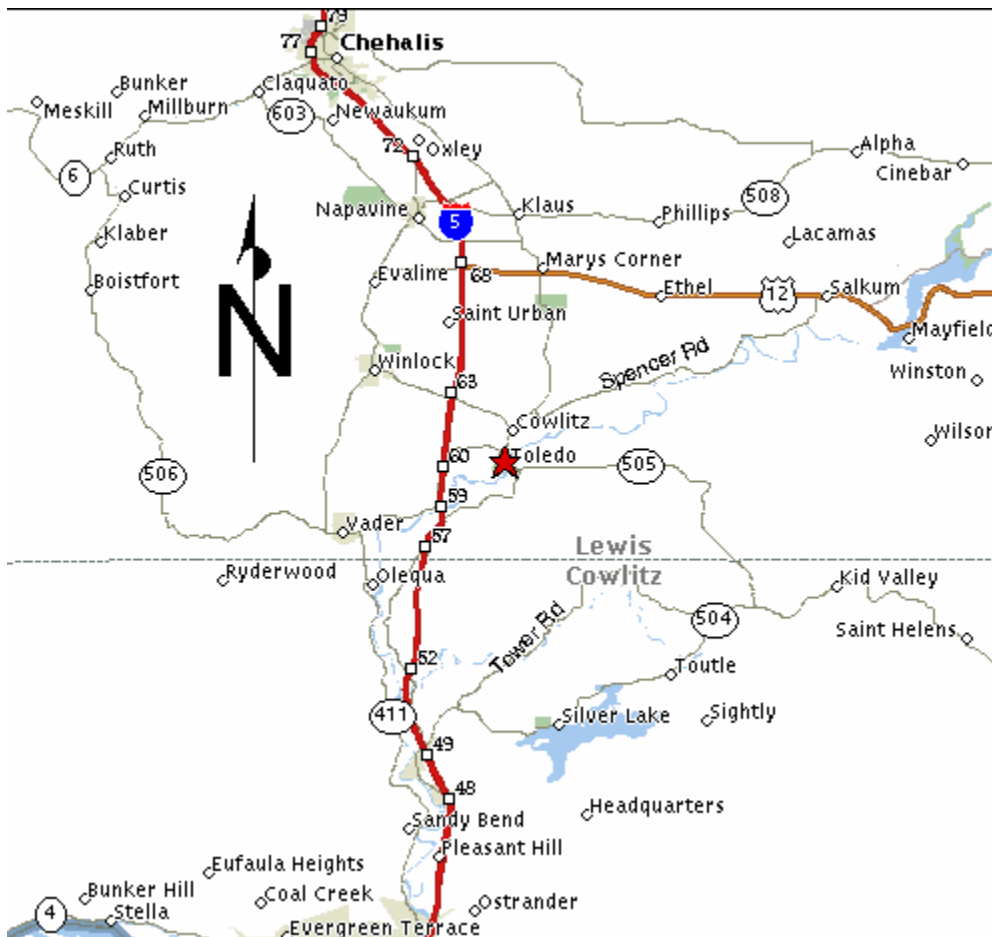 79
77
Chehalis
Bunker
Claquato
Meskill
Millburn
603
Newaukum
72
Oxley
Ruth
Alpha
Cinebar
6
Curtis
508
Napavine
Klaus
Phillips
5
Klaber
Lacamas
Boistfort
Evaline
68
Marys Corner
Ethel
12
Salkum
N
Saint Urban
Mayfield
Winlock
Spencer Rd
Winston
63
Cowlitz
Wilson
60
Toledo
505
506
59
Vader
57
Lewis
Cowlitz
Ryderwood
Olequa
Kid Valley
Tower Rd
504
Saint Helens
52
Toutle
411
Silver Lake
Sightly
49
48
Headquarters
Sandy Bend
Pleasant Hill
Eufaula Heights
Bunker Hill
Coal Creek
Ostrander
4
Stella
Evergreen Terrace